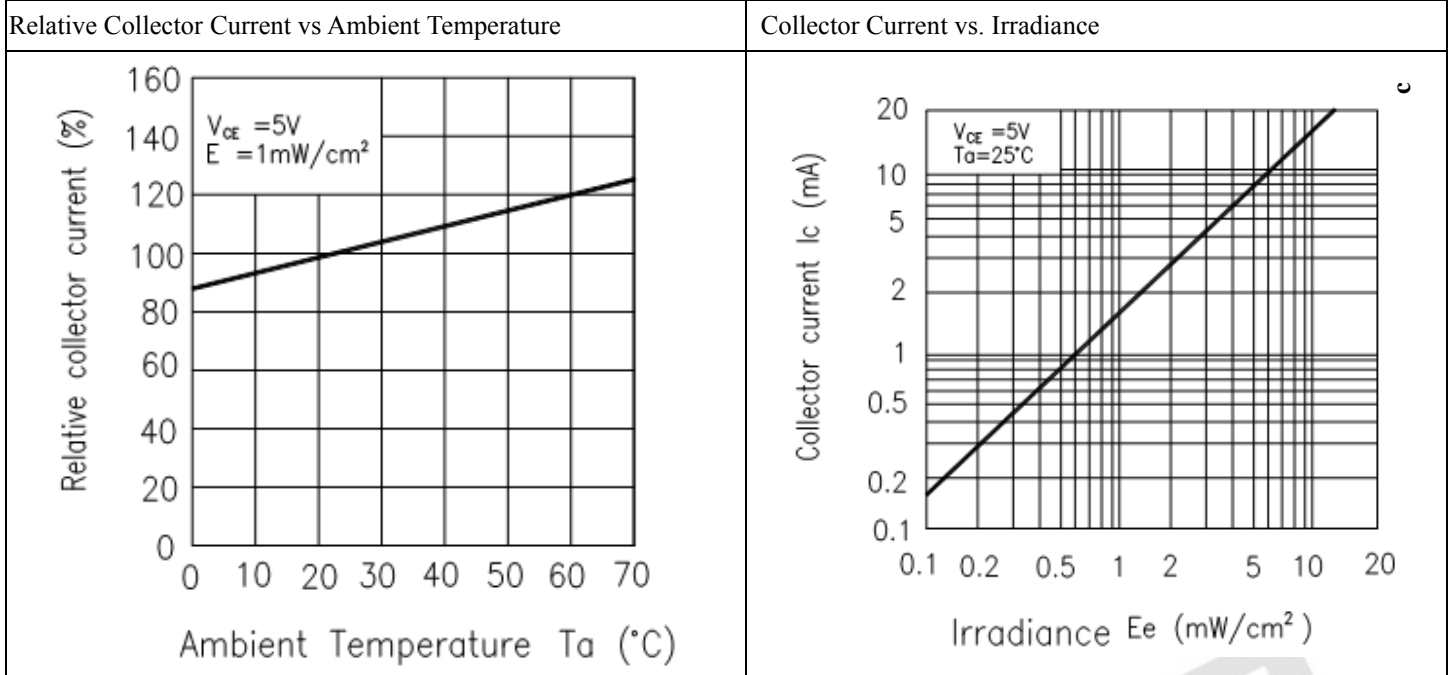 Relative Collector Current vs Ambient Temperature
Collector Current vs. Irradiance
160
140
120
100
80
60
40
20
0
Relative collector current (%)
V_CE =5V
E =1mW/cm²
0 10 20 30 40 50 60 70
Ambient Temperature Ta (°C)
c
20
10
5
2
1
0.5
0.2
0.1
Collector current Ic (mA)
V_CE =5V
Ta=25°C
0.1 0.2 0.5 1 2 5 10 20
Irradiance Ee (mW/cm²)